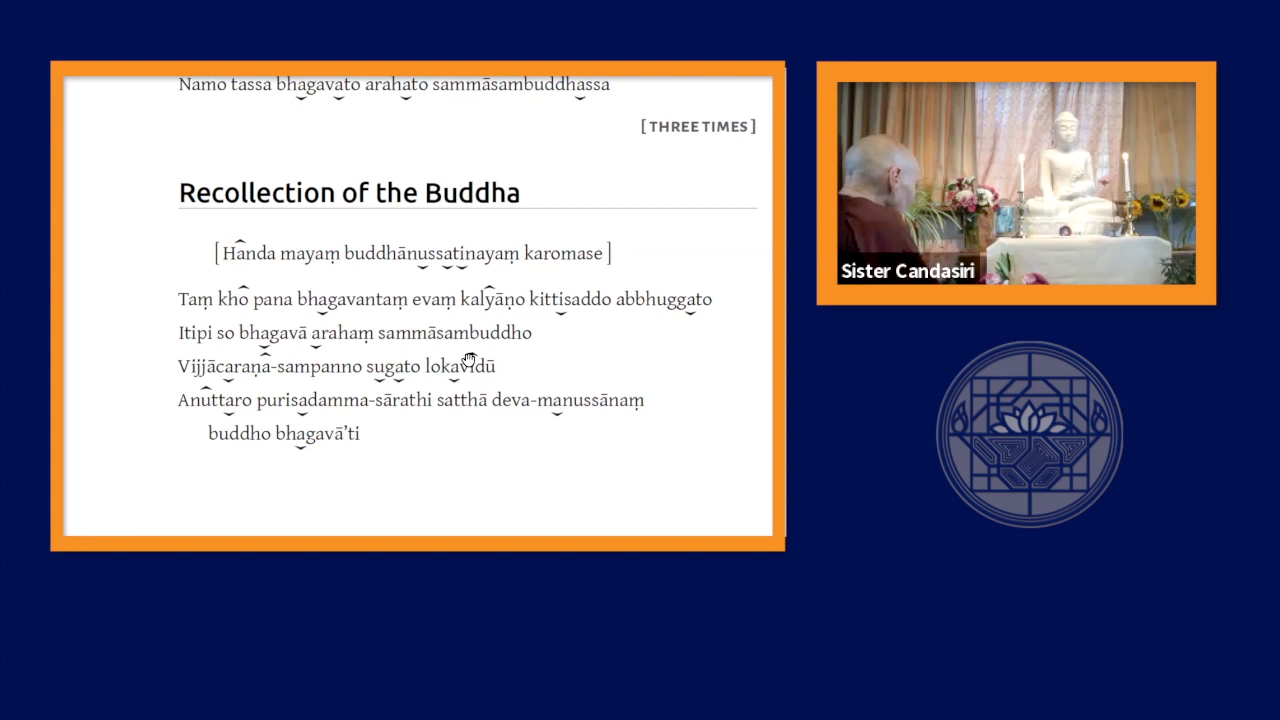 Namo tassa bhagavato arahato sammāsambuddhassa
[ THREE TIMES ]
Recollection of the Buddha
[ Handa mayaṃ buddhānussatinayaṃ karomase ]
Taṃ kho pana bhagavantaṃ evaṃ kalyāṇo kittisaddo abbhuggato
Itipi so bhagavā arahaṃ sammāsambuddho
Vijjācaraṇa-sampanno sugato lokavidū
Anuttaro purisadamma-sārathi satthā deva-manussānaṃ
buddho bhagavā’ti
Sister Candasiri